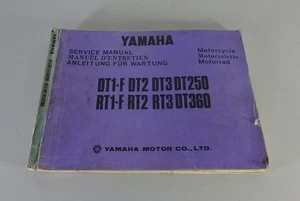 YAMAHA
SERVICE MANUAL
MANUEL D'ENTRETIEN
ANLEITUNG FÜR WARTUNG
Motorcycle
Motocyclette
Motorrad
DT1-F DT2 DT3 DT250
RT1-F RT2 RT3 DT360
YAMAHA MOTOR CO., LTD.
YAMAHA